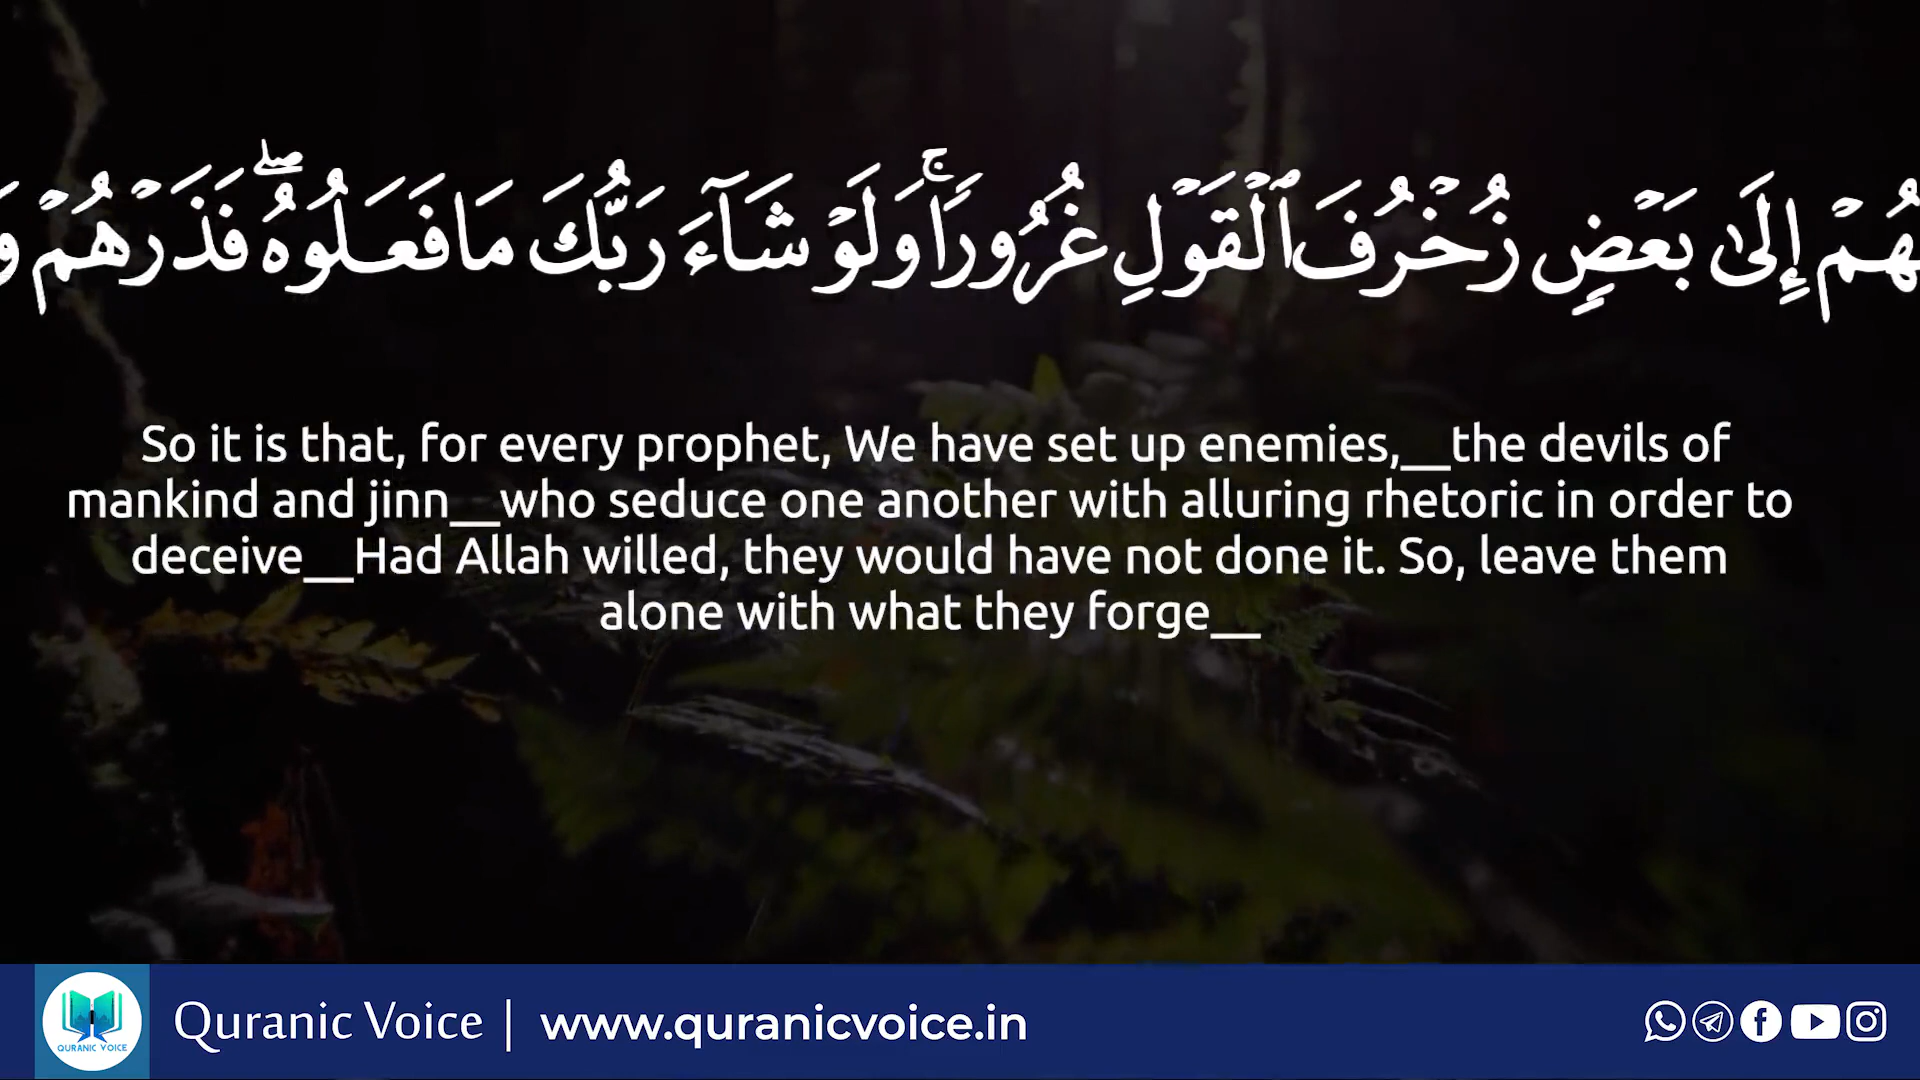 هُمۡ إِلَىٰ بَعۡضٖ زُخۡرُفَ ٱلۡقَوۡلِ غُرُورٗاۚ وَلَوۡ شَآءَ رَبُّكَ مَا فَعَلُوهُۖ فَذَرۡهُمۡ وَ
So it is that, for every prophet, We have set up enemies,__the devils of
mankind and jinn__who seduce one another with alluring rhetoric in order to
deceive__Had Allah willed, they would have not done it. So, leave them
alone with what they forge__
QURANIC VOICE
Quranic Voice | www.quranicvoice.in